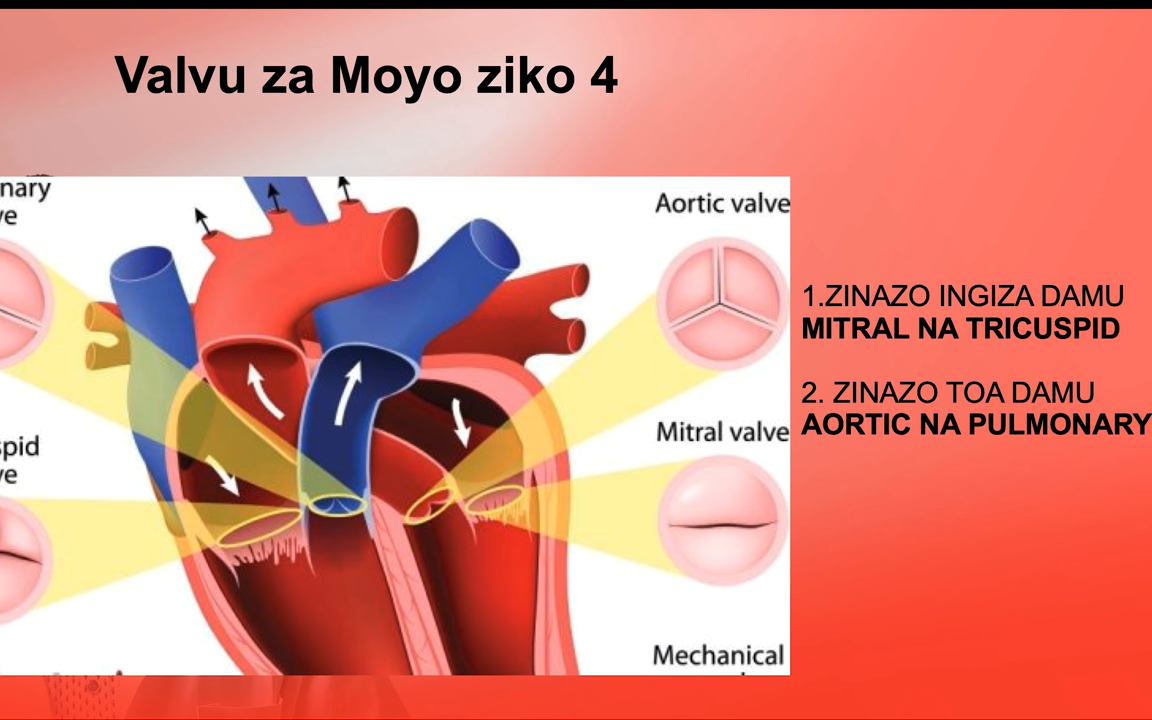 Valvu za Moyo ziko 4
nary
ve
Aortic valve
1.ZINAZO INGIZA DAMU
MITRAL NA TRICUSPID
2. ZINAZO TOA DAMU
AORTIC NA PULMONARY
spid
ve
Mitral valve
Mechanical